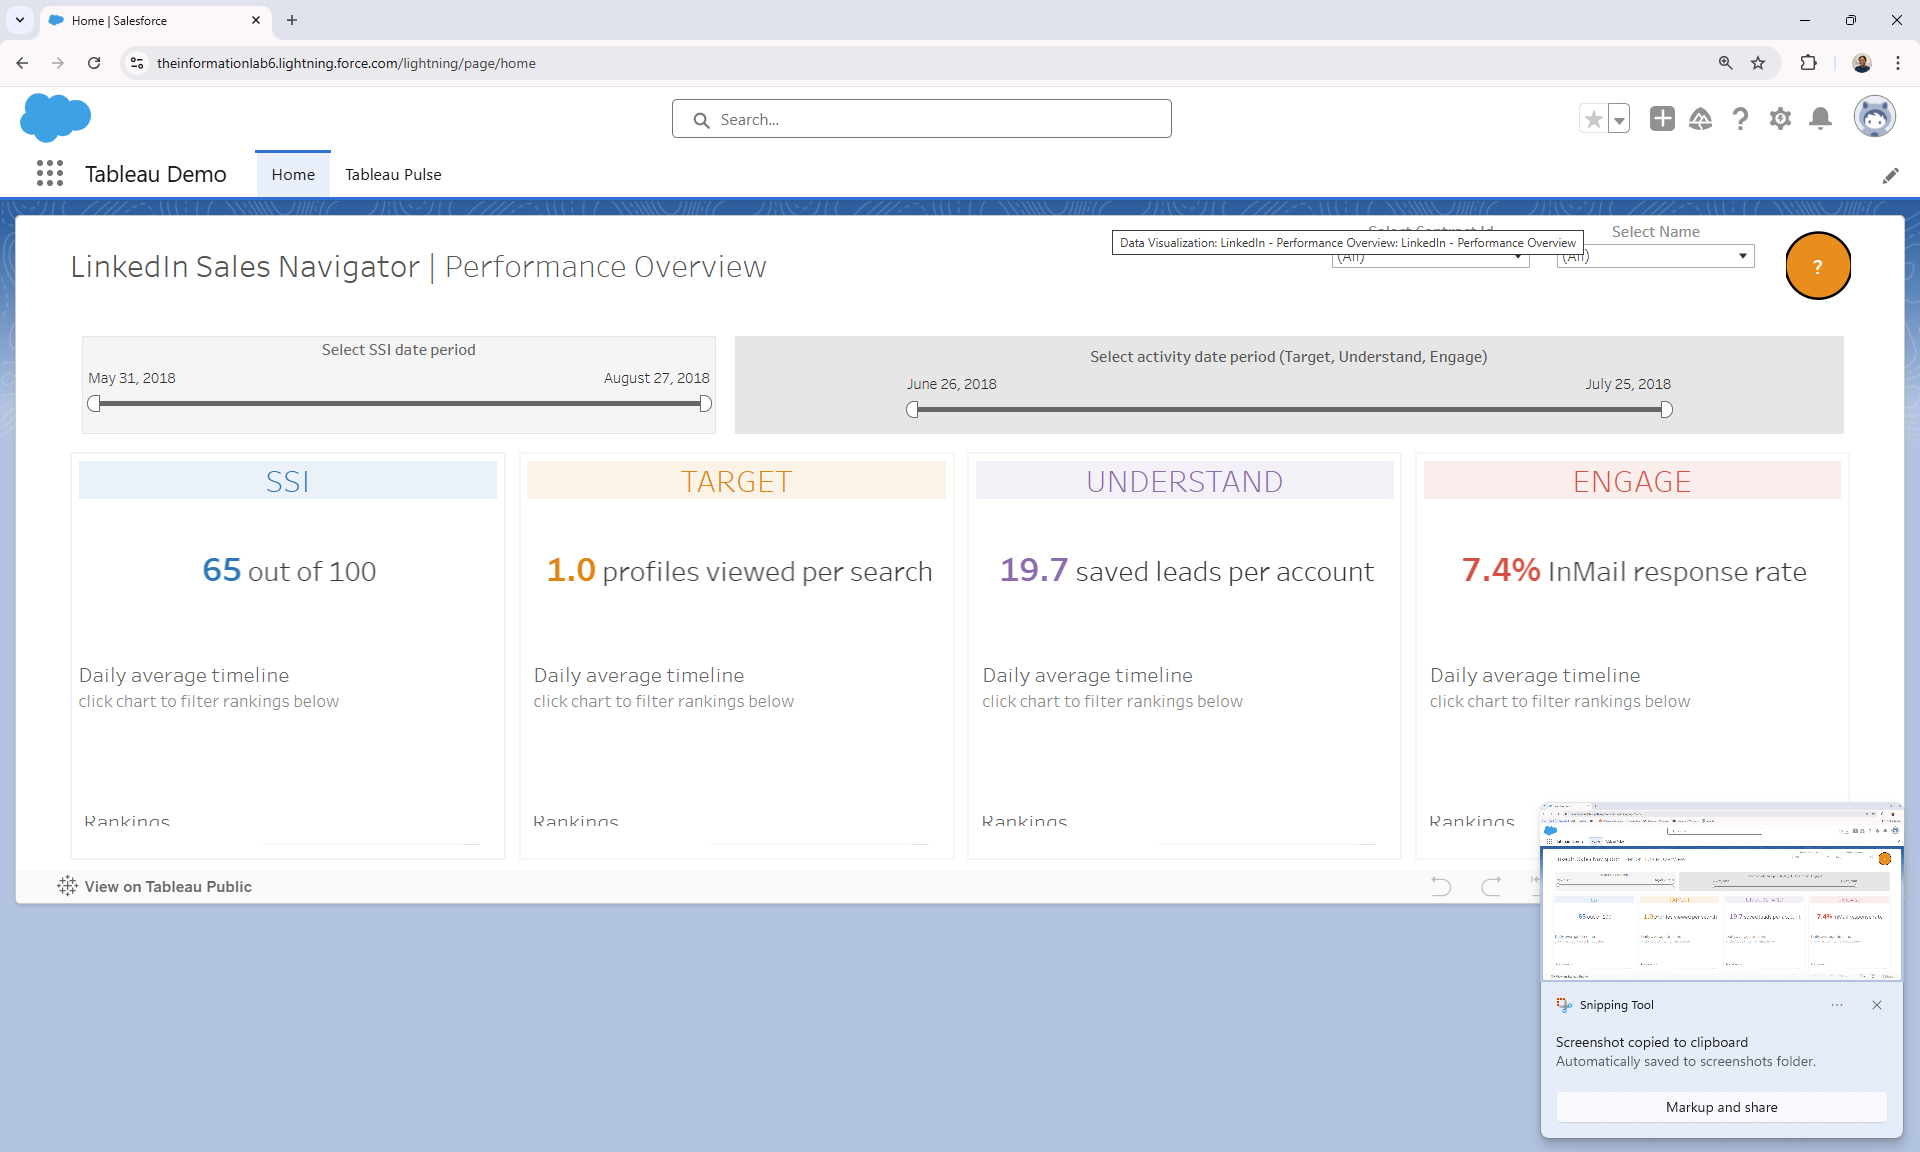 Home | Salesforce
theinformationlab6.lightning.force.com/lightning/page/home
Search...
Tableau Demo
Home
Tableau Pulse
Data Visualization: LinkedIn - Performance Overview: LinkedIn - Performance Overview
Select Name
(All)
(All)
?
LinkedIn Sales Navigator | Performance Overview
Select SSI date period
May 31, 2018
August 27, 2018
Select activity date period (Target, Understand, Engage)
June 26, 2018
July 25, 2018
SSI
TARGET
UNDERSTAND
ENGAGE
65 out of 100
1.0 profiles viewed per search
19.7 saved leads per account
7.4% InMail response rate
Daily average timeline
click chart to filter rankings below
Daily average timeline
click chart to filter rankings below
Daily average timeline
click chart to filter rankings below
Daily average timeline
click chart to filter rankings below
Rankings
Rankings
Rankings
Rankings
View on Tableau Public
Snipping Tool
Screenshot copied to clipboard
Automatically saved to screenshots folder.
Markup and share